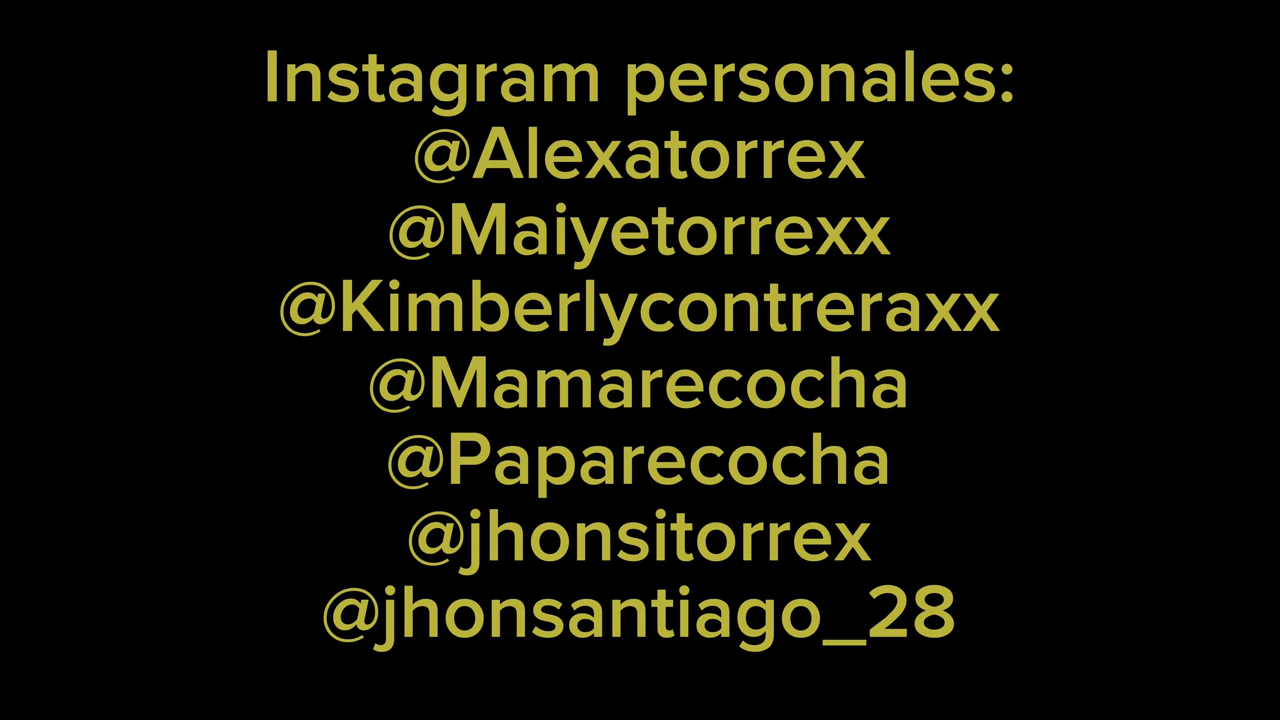 Instagram personales:
@Alexatorrex
@Maiyetorrexx
@Kimberlycontreraxx
@Mamarecocha
@Paparecocha
@jhonsitorrex
@jhonsantiago_28